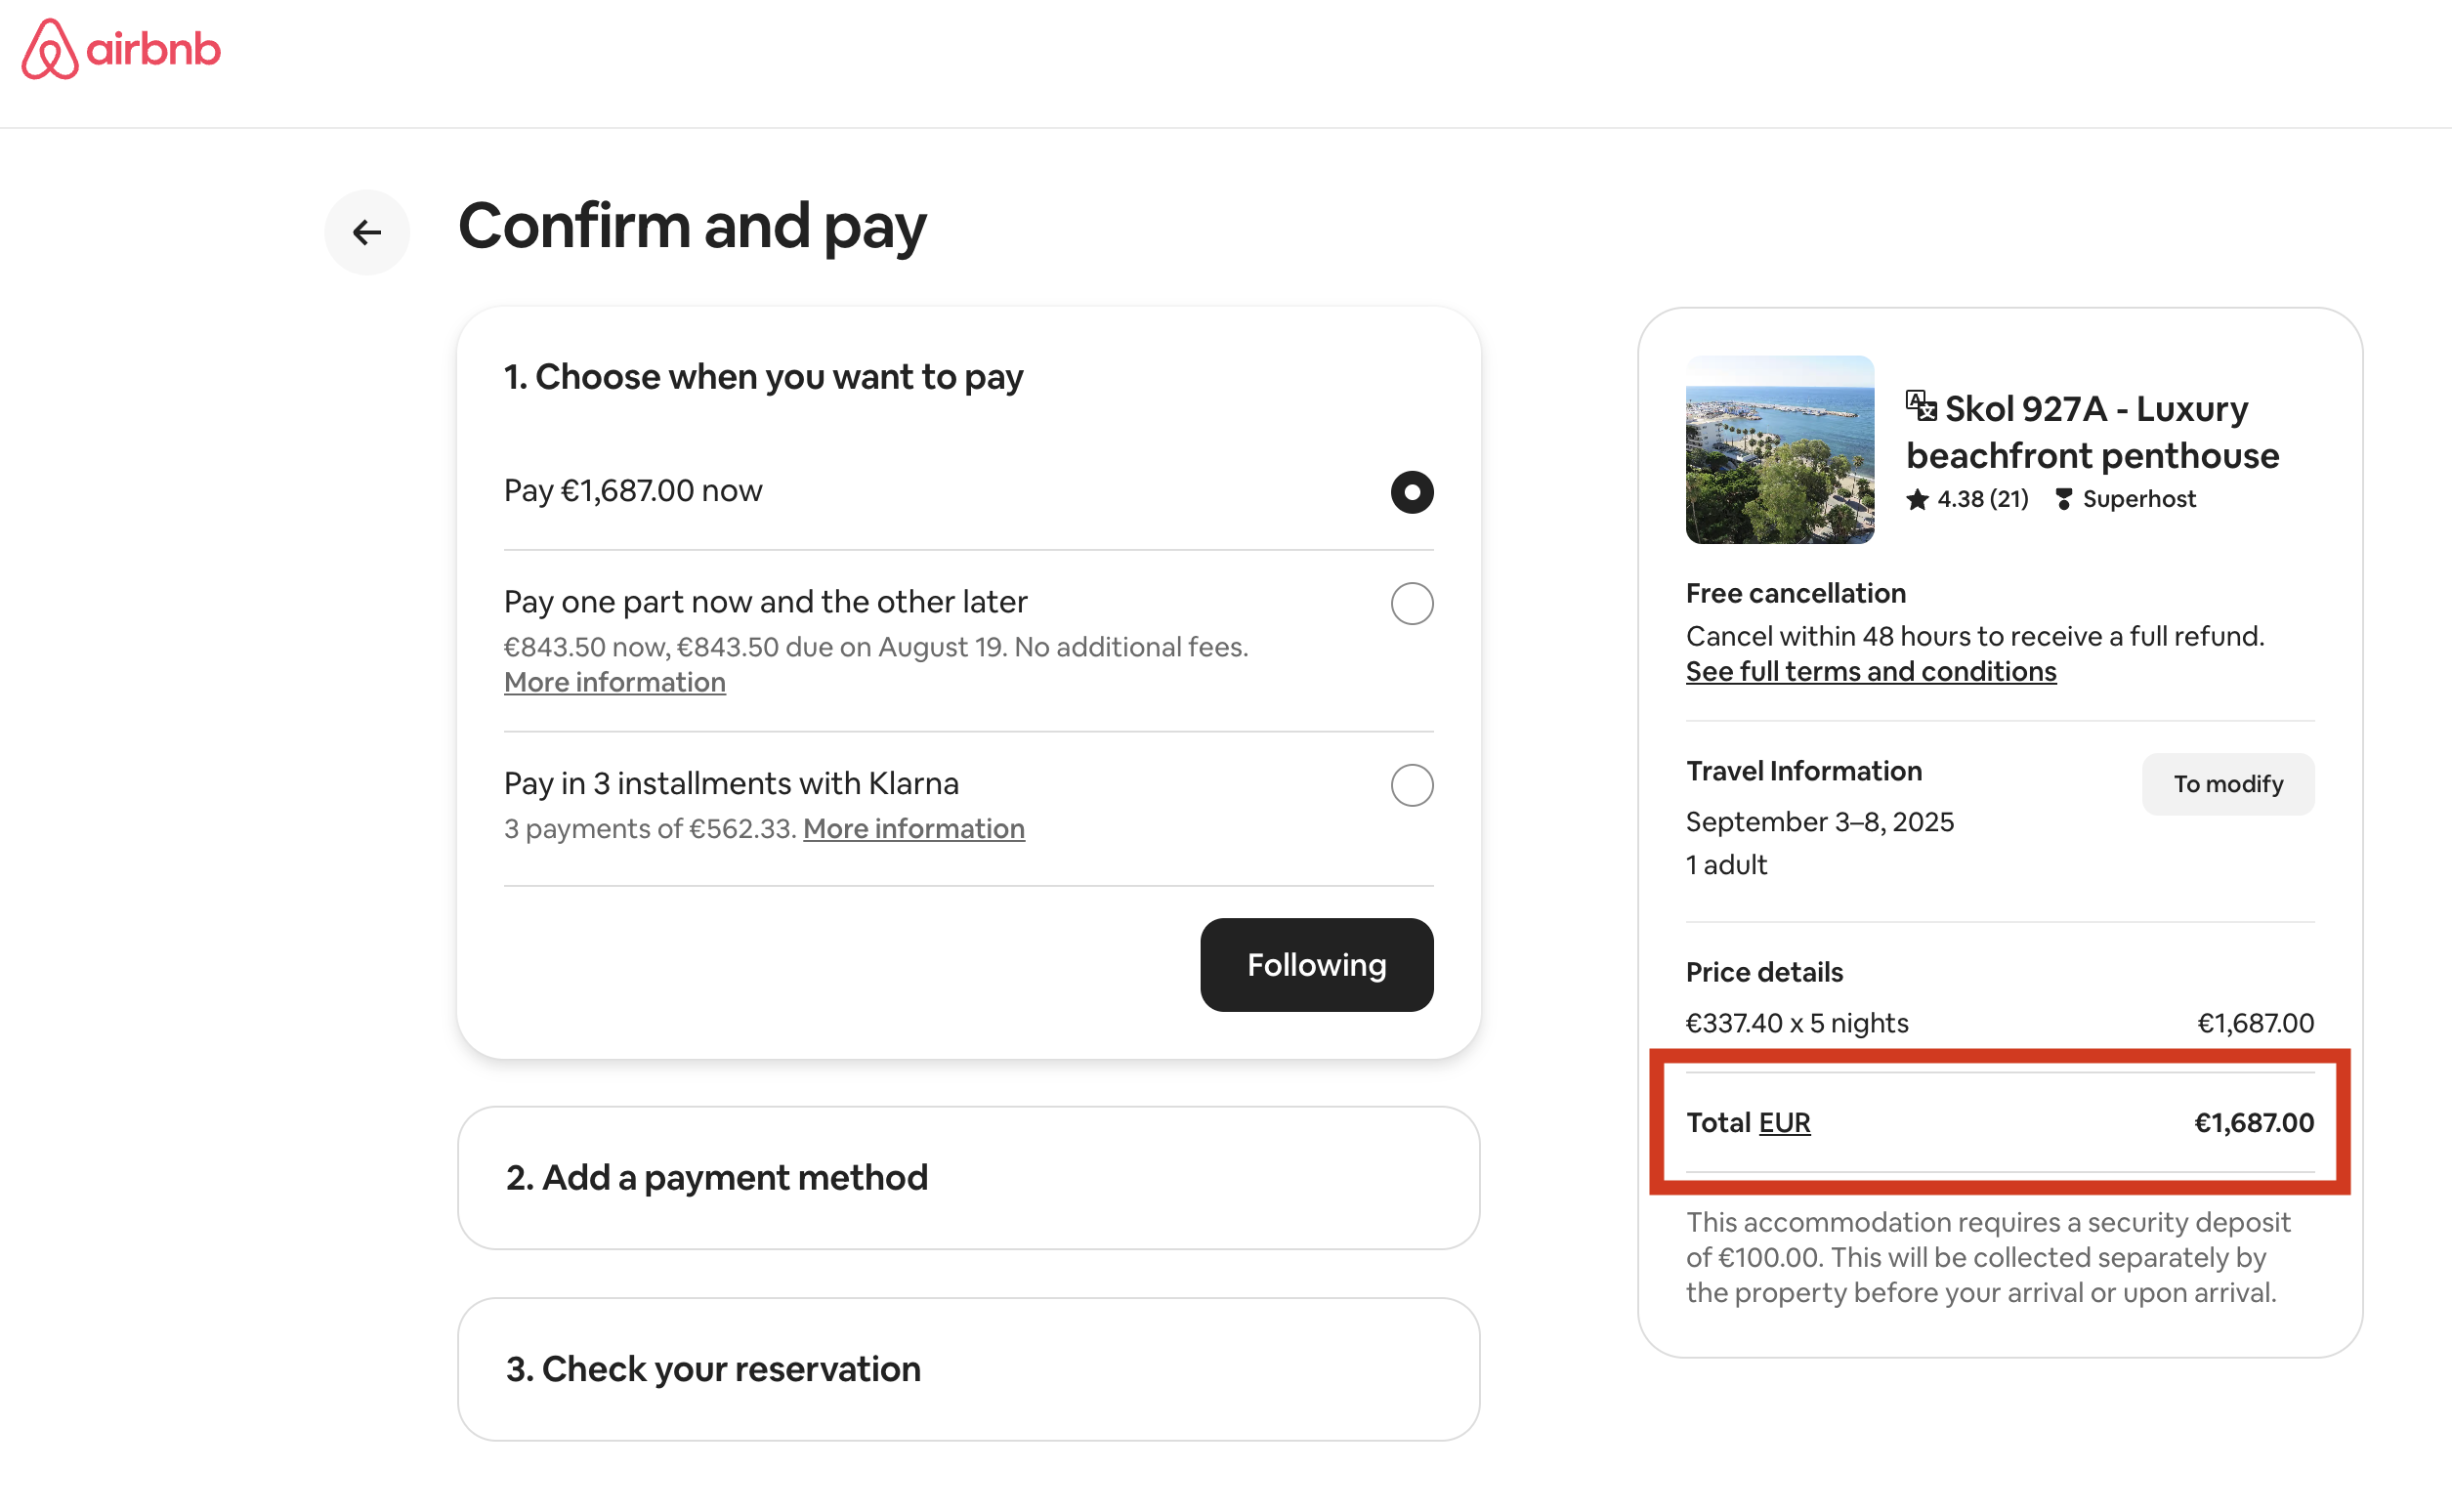 airbnb
Confirm and pay
1. Choose when you want to pay
Pay €1,687.00 now
Pay one part now and the other later
€843.50 now, €843.50 due on August 19. No additional fees.
More information
Pay in 3 installments with Klarna
3 payments of €562.33. More information
Following
2. Add a payment method
3. Check your reservation
Skol 927A - Luxury
beachfront penthouse
4.38 (21) Superhost
Free cancellation
Cancel within 48 hours to receive a full refund.
See full terms and conditions
Travel Information
To modify
September 3–8, 2025
1 adult
Price details
€337.40 x 5 nights €1,687.00
Total EUR €1,687.00
This accommodation requires a security deposit
of €100.00. This will be collected separately by
the property before your arrival or upon arrival.